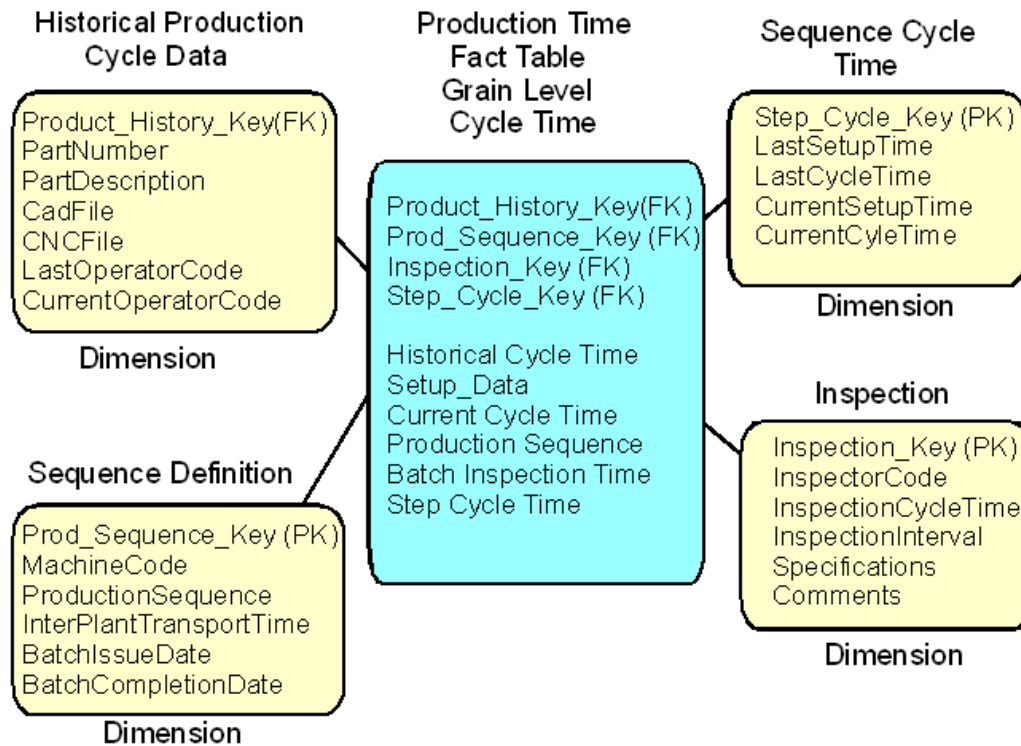 Historical Production
Cycle Data
Product_History_Key(FK)
PartNumber
PartDescription
CadFile
CNCFile
LastOperatorCode
CurrentOperatorCode
Dimension
Production Time
Fact Table
Grain Level
Cycle Time
Product_History_Key(FK)
Prod_Sequence_Key (FK)
Inspection_Key (FK)
Step_Cycle_Key (FK)
Historical Cycle Time
Setup_Data
Current Cycle Time
Production Sequence
Batch Inspection Time
Step Cycle Time
Sequence Cycle
Time
Step_Cycle_Key (PK)
LastSetupTime
LastCycleTime
CurrentSetupTime
CurrentCyleTime
Dimension
Sequence Definition
Prod_Sequence_Key (PK)
MachineCode
ProductionSequence
InterPlantTransportTime
BatchIssueDate
BatchCompletionDate
Dimension
Inspection
Inspection_Key (PK)
InspectorCode
InspectionCycleTime
InspectionInterval
Specifications
Comments
Dimension